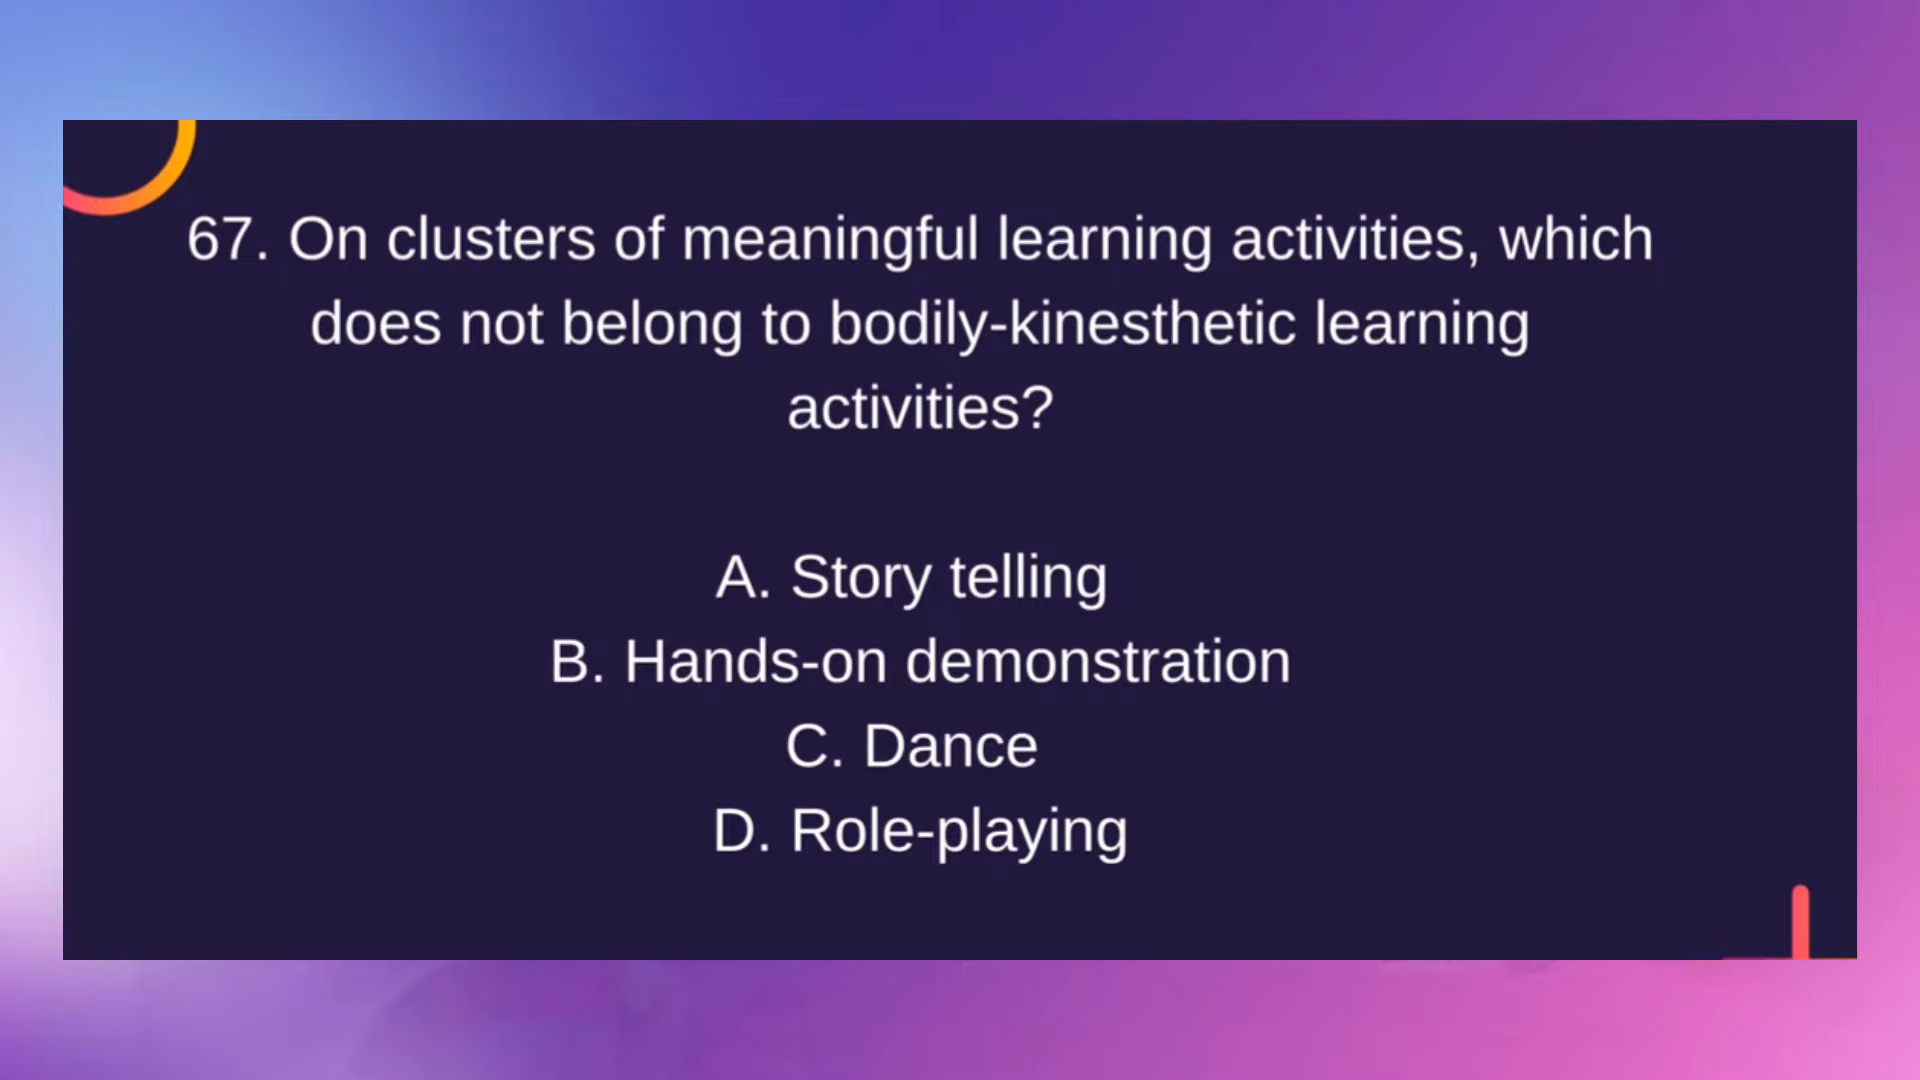 67. On clusters of meaningful learning activities, which
does not belong to bodily-kinesthetic learning
activities?
A. Story telling
B. Hands-on demonstration
C. Dance
D. Role-playing